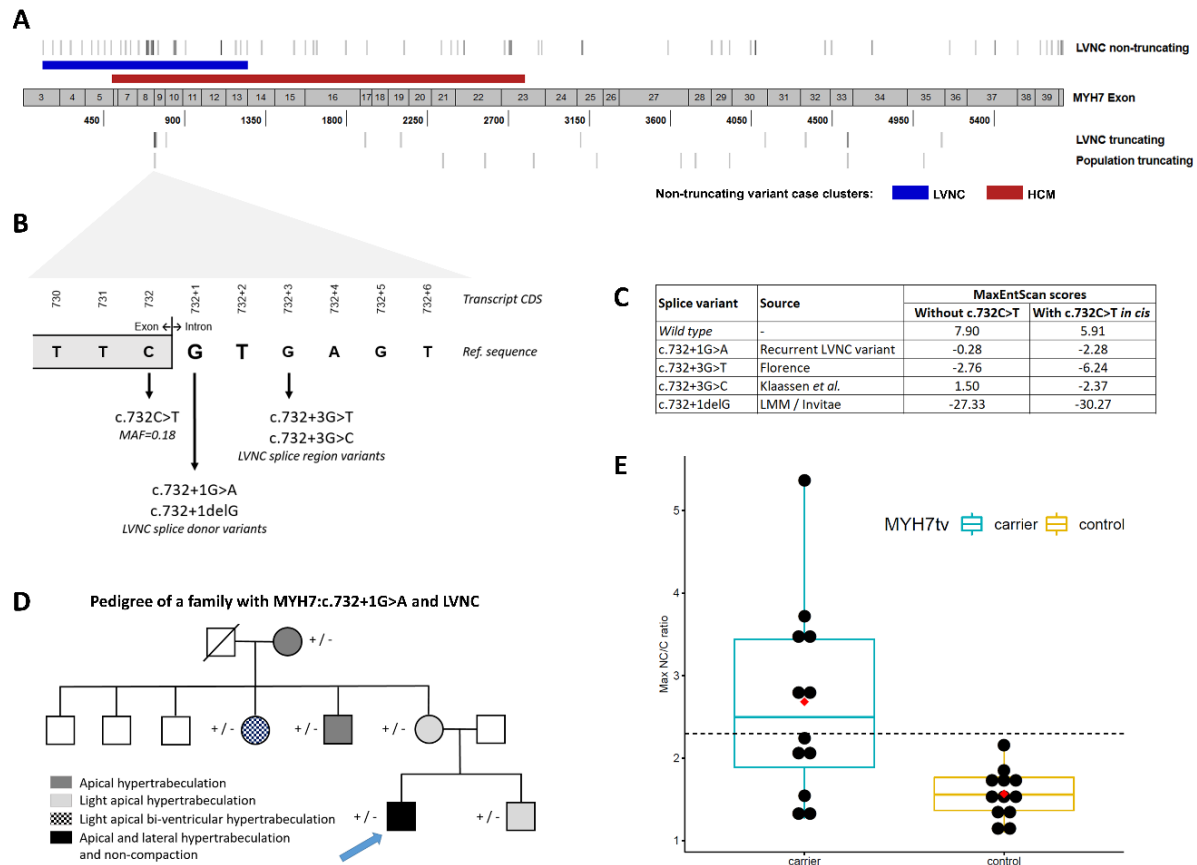 A
LVNC non-truncating
3 4 5 7 8 9 10 11 12 13 14 15 16 17 18 19 20 21 22 23 24 25 26 27 28 29 30 31 32 33 34 35 36 37 38 39 MYH7 Exon
450 900 1350 1800 2250 2700 3150 3600 4050 4500 4950 5400
LVNC truncating
Population truncating
Non-truncating variant case clusters: LVNC HCM
B
730 731 732 732+1 732+2 732+3 732+4 732+5 732+6 Transcript CDS
Exon Intron
T T C G T G A G T Ref. sequence
c.732C>T
MAF=0.18
c.732+3G>T
c.732+3G>C
LVNC splice region variants
c.732+1G>A
c.732+1delG
LVNC splice donor variants
C
Splice variant Source MaxEntScan scores
Without c.732C>T With c.732C>T in cis
Wild type - 7.90 5.91
c.732+1G>A Recurrent LVNC variant -0.28 -2.28
c.732+3G>T Florence -2.76 -6.24
c.732+3G>C Klaassen et al. 1.50 -2.37
c.732+1delG LMM / Invitae -27.33 -30.27
D
Pedigree of a family with MYH7:c.732+1G>A and LVNC
+ / -
+ / - + / - + / -
Apical hypertrabeculation
Light apical hypertrabeculation
Light apical bi-ventricular hypertrabeculation
Apical and lateral hypertrabeculation
and non-compaction
+ / - + / -
E
MYH7tv carrier control
Max NC/C ratio
5
4
3
2
1
carrier control